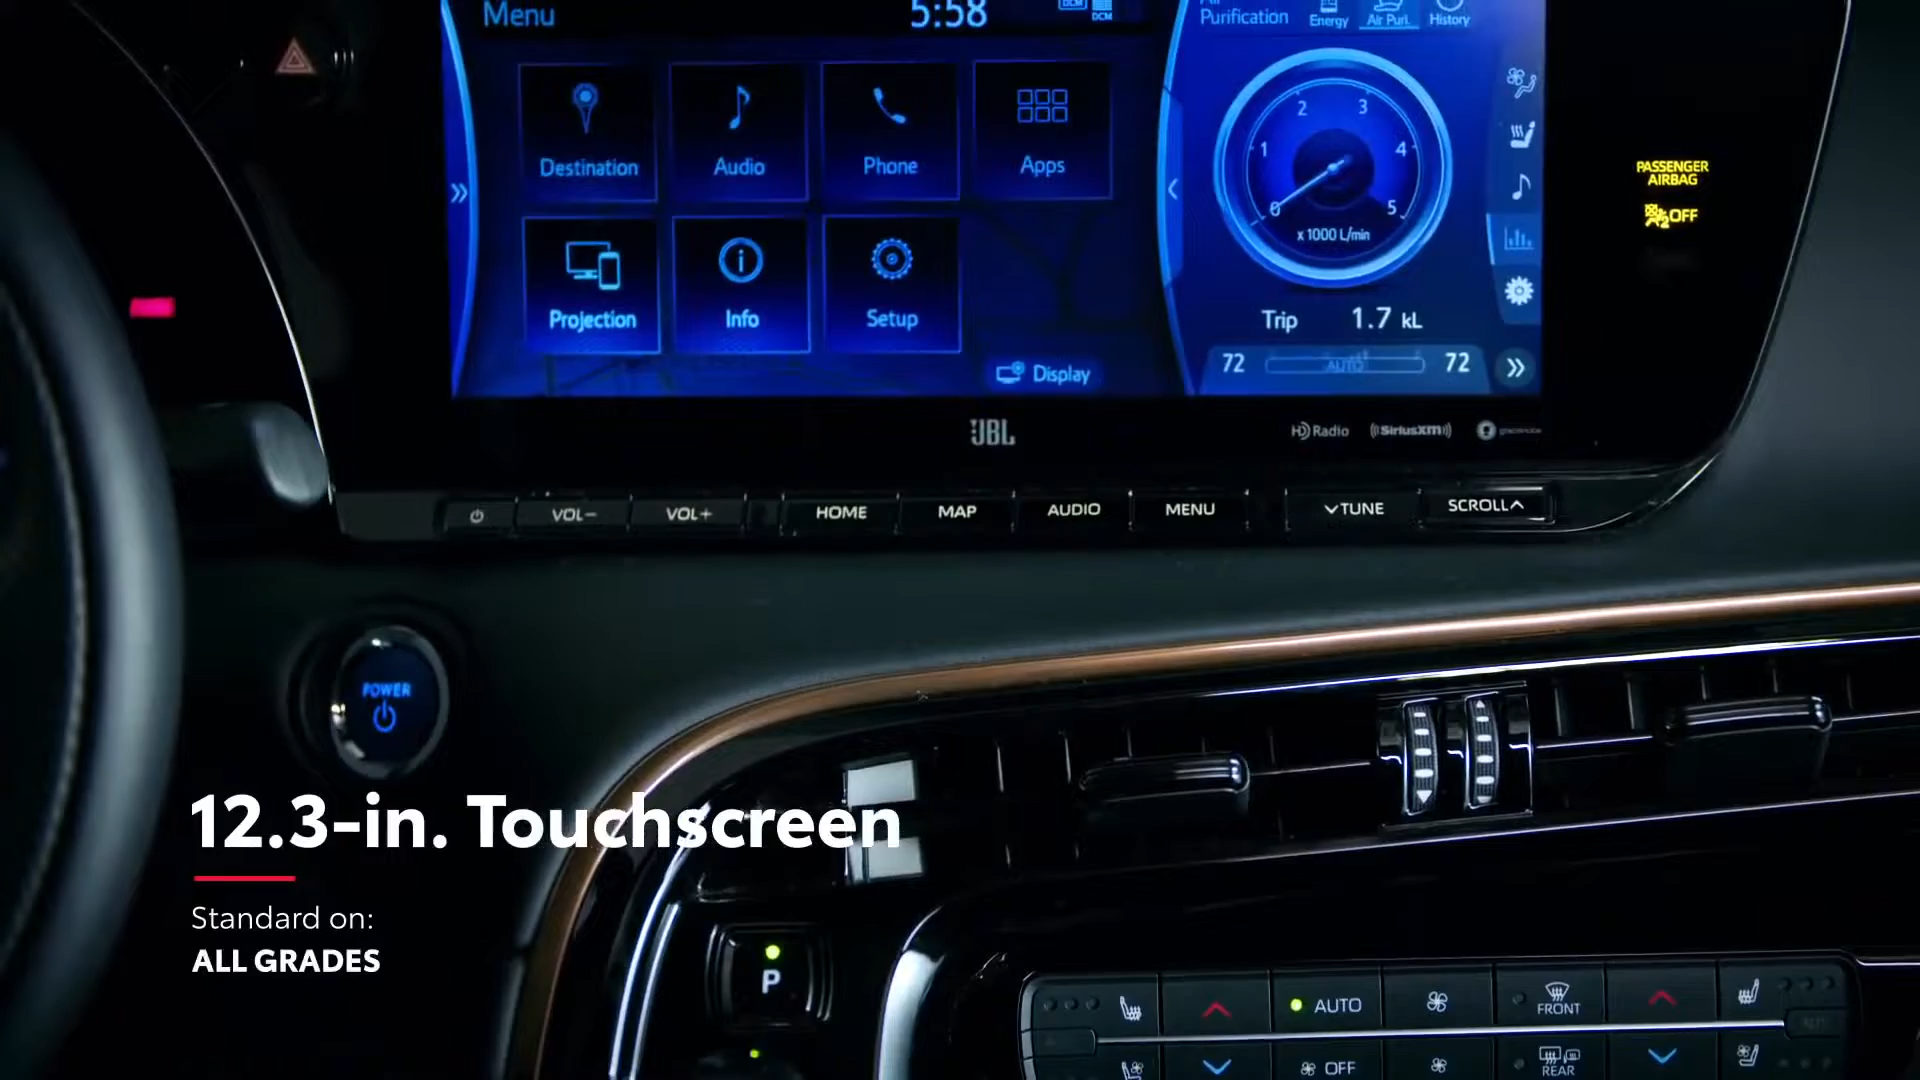 Menu
5:58
DCM
Purification
Energy
Air Puri.
History
Destination
Audio
Phone
Apps
Projection
Info
Setup
Display
0
1
2
3
4
5
x 1000 L/min
Trip 1.7 kL
72 AUTO 72
PASSENGER
AIRBAG
2 OFF
JBL
HD Radio
SiriusXM
VOL-
VOL+
HOME
MAP
AUDIO
MENU
TUNE
SCROLL
POWER
12.3-in. Touchscreen
Standard on:
ALL GRADES
P
AUTO
FRONT
OFF
REAR